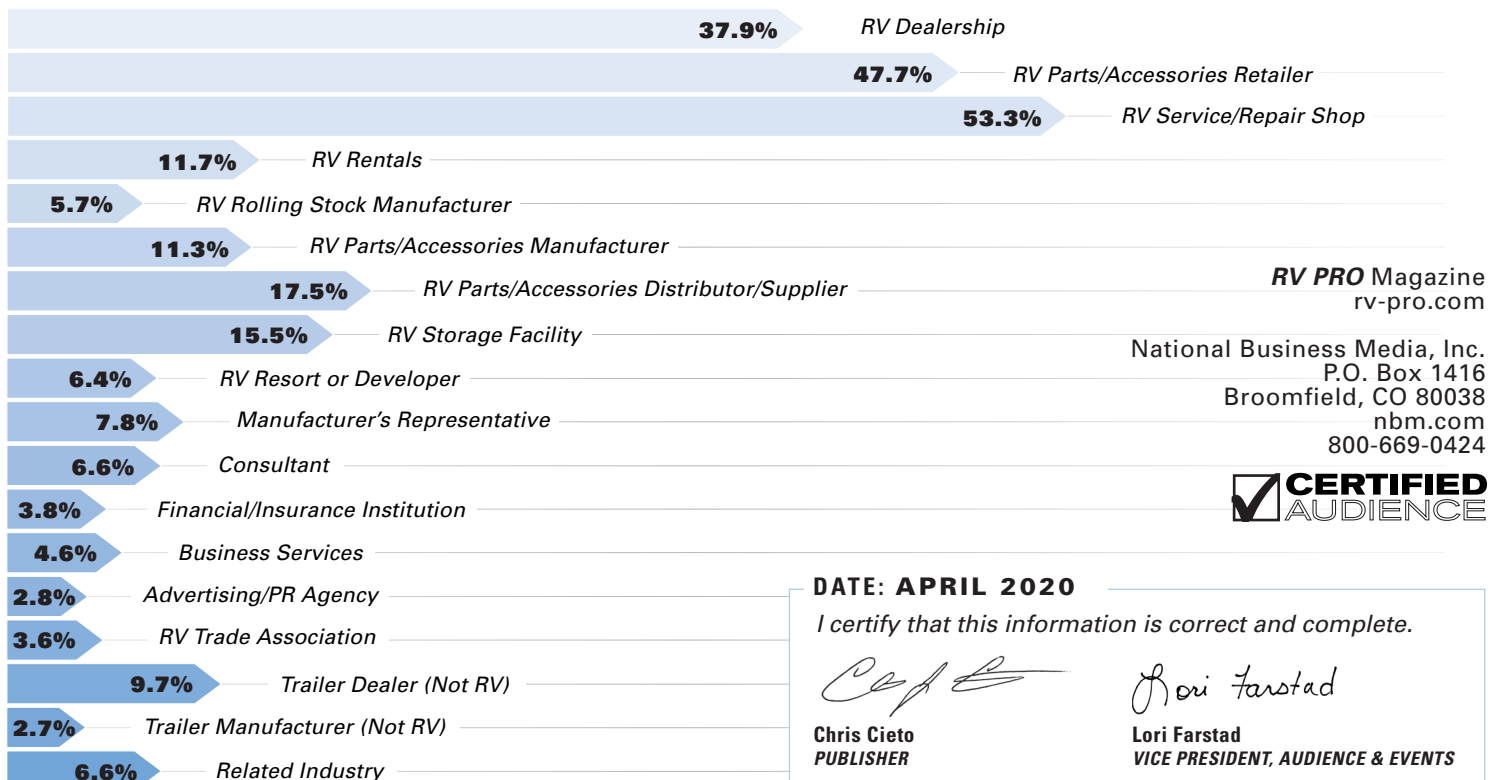 37.9% RV Dealership
47.7% RV Parts/Accessories Retailer
53.3% RV Service/Repair Shop
11.7% RV Rentals
5.7% RV Rolling Stock Manufacturer
11.3% RV Parts/Accessories Manufacturer
17.5% RV Parts/Accessories Distributor/Supplier
15.5% RV Storage Facility
6.4% RV Resort or Developer
7.8% Manufacturer’s Representative
6.6% Consultant
3.8% Financial/Insurance Institution
4.6% Business Services
2.8% Advertising/PR Agency
3.6% RV Trade Association
9.7% Trailer Dealer (Not RV)
2.7% Trailer Manufacturer (Not RV)
6.6% Related Industry
RV PRO Magazine
rv-pro.com
National Business Media, Inc.
P.O. Box 1416
Broomfield, CO 80038
nbm.com
800-669-0424
CERTIFIED
AUDIENCE
DATE: APRIL 2020
I certify that this information is correct and complete.
Lori Farstad
Chris Cieto
PUBLISHER
Lori Farstad
VICE PRESIDENT, AUDIENCE & EVENTS